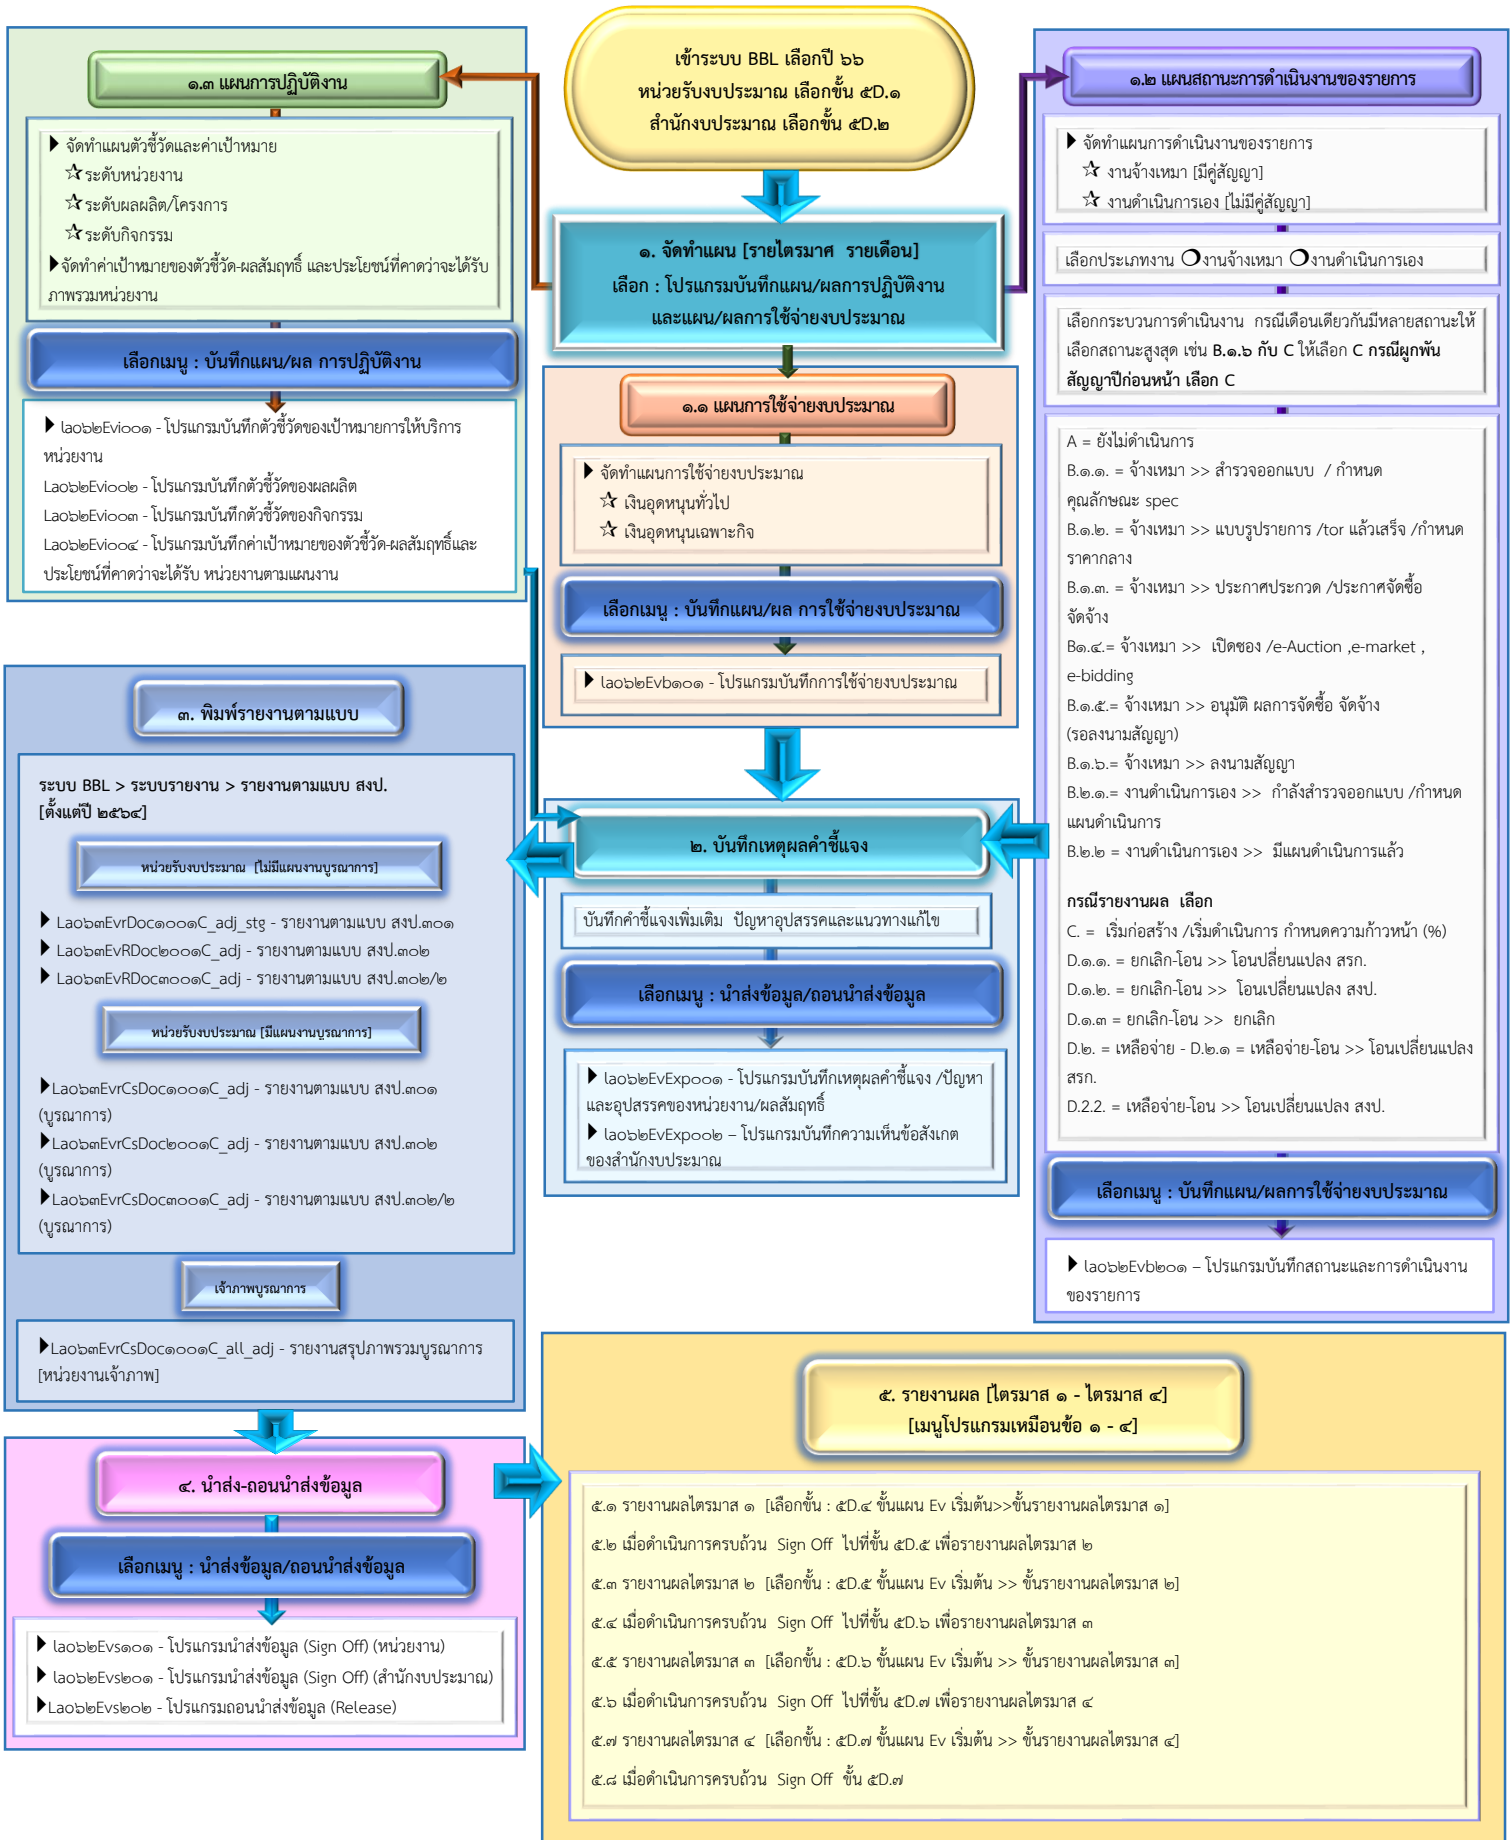 เข้าระบบ BBL เลือกปี ๖๖
หน่วยรับงบประมาณ เลือกขั้น ๕D.๑
สำนักงบประมาณ เลือกขั้น ๕D.๒
๑. จัดทำแผน [รายไตรมาศ รายเดือน]
เลือก : โปรแกรมบันทึกแผน/ผลการปฏิบัติงาน
และแผน/ผลการใช้จ่ายงบประมาณ
๑.๑ แผนการใช้จ่ายงบประมาณ
จัดทำแผนการใช้จ่ายงบประมาณ
☆ เงินอุดหนุนทั่วไป
☆ เงินอุดหนุนเฉพาะกิจ
เลือกเมนู : บันทึกแผน/ผล การใช้จ่ายงบประมาณ
lao๖๒Evb๑๐๑ - โปรแกรมบันทึกการใช้จ่ายงบประมาณ
๑.๒ แผนสถานะการดำเนินงานของรายการ
จัดทำแผนการดำเนินงานของรายการ
☆ งานจ้างเหมา [มีคู่สัญญา]
☆ งานดำเนินการเอง [ไม่มีคู่สัญญา]
เลือกประเภทงาน ❍งานจ้างเหมา ❍งานดำเนินการเอง
เลือกกระบวนการดำเนินงาน กรณีเดือนเดียวกันมีหลายสถานะให้
เลือกสถานะสูงสุด เช่น B.๑.๖ กับ C ให้เลือก C กรณีผูกพัน
สัญญาปีก่อนหน้า เลือก C
A = ยังไม่ดำเนินการ
B.๑.๑. = จ้างเหมา >> สำรวจออกแบบ / กำหนด
คุณลักษณะ spec
B.๑.๒. = จ้างเหมา >> แบบรูปรายการ /tor แล้วเสร็จ /กำหนด
ราคากลาง
B.๑.๓. = จ้างเหมา >> ประกาศประกวด /ประกาศจัดซื้อ
จัดจ้าง
B๑.๔.= จ้างเหมา >> เปิดซอง /e-Auction ,e-market ,
e-bidding
B.๑.๕.= จ้างเหมา >> อนุมัติ ผลการจัดซื้อ จัดจ้าง
(รอลงนามสัญญา)
B.๑.๖.= จ้างเหมา >> ลงนามสัญญา
B.๒.๑.= งานดำเนินการเอง >> กำลังสำรวจออกแบบ /กำหนด
แผนดำเนินการ
B.๒.๒ = งานดำเนินการเอง >> มีแผนดำเนินการแล้ว
กรณีรายงานผล เลือก
C. = เริ่มก่อสร้าง /เริ่มดำเนินการ กำหนดความก้าวหน้า (%)
D.๑.๑. = ยกเลิก-โอน >> โอนเปลี่ยนแปลง สรก.
D.๑.๒. = ยกเลิก-โอน >> โอนเปลี่ยนแปลง สงป.
D.๑.๓ = ยกเลิก-โอน >> ยกเลิก
D.๒. = เหลือจ่าย - D.๒.๑ = เหลือจ่าย-โอน >> โอนเปลี่ยนแปลง
สรก.
D.2.2. = เหลือจ่าย-โอน >> โอนเปลี่ยนแปลง สงป.
เลือกเมนู : บันทึกแผน/ผลการใช้จ่ายงบประมาณ
lao๖๒Evb๒๐๑ – โปรแกรมบันทึกสถานะและการดำเนินงาน
ของรายการ
๑.๓ แผนการปฏิบัติงาน
จัดทำแผนตัวชี้วัดและค่าเป้าหมาย
☆ระดับหน่วยงาน
☆ระดับผลผลิต/โครงการ
☆ระดับกิจกรรม
จัดทำค่าเป้าหมายของตัวชี้วัด-ผลสัมฤทธิ์ และประโยชน์ที่คาดว่าจะได้รับ
ภาพรวมหน่วยงาน
เลือกเมนู : บันทึกแผน/ผล การปฏิบัติงาน
lao๖๒Evi๐๐๑ - โปรแกรมบันทึกตัวชี้วัดของเป้าหมายการให้บริการ
หน่วยงาน
Lao๖๒Evi๐๐๒ - โปรแกรมบันทึกตัวชี้วัดของผลผลิต
Lao๖๒Evi๐๐๓ - โปรแกรมบันทึกตัวชี้วัดของกิจกรรม
Lao๖๒Evi๐๐๔ - โปรแกรมบันทึกค่าเป้าหมายของตัวชี้วัด-ผลสัมฤทธิ์และ
ประโยชน์ที่คาดว่าจะได้รับ หน่วยงานตามแผนงาน
๒. บันทึกเหตุผลคำชี้แจง
บันทึกคำชี้แจงเพิ่มเติม ปัญหาอุปสรรคและแนวทางแก้ไข
เลือกเมนู : นำส่งข้อมูล/ถอนนำส่งข้อมูล
lao๖๒EvExp๐๐๑ - โปรแกรมบันทึกเหตุผลคำชี้แจง /ปัญหา
และอุปสรรคของหน่วยงาน/ผลสัมฤทธิ์
lao๖๒EvExp๐๐๒ – โปรแกรมบันทึกความเห็นข้อสังเกต
ของสำนักงบประมาณ
๓. พิมพ์รายงานตามแบบ
ระบบ BBL > ระบบรายงาน > รายงานตามแบบ สงป.
[ตั้งแต่ปี ๒๕๖๔]
หน่วยรับงบประมาณ [ไม่มีแผนงานบูรณาการ]
Lao๖๓EvrDoc๑๐๐๑C_adj_stg - รายงานตามแบบ สงป.๓๐๑
Lao๖๓EvRDoc๒๐๐๑C_adj - รายงานตามแบบ สงป.๓๐๒
Lao๖๓EvRDoc๓๐๐๑C_adj - รายงานตามแบบ สงป.๓๐๒/๒
หน่วยรับงบประมาณ [มีแผนงานบูรณาการ]
Lao๖๓EvrCsDoc๑๐๐๑C_adj - รายงานตามแบบ สงป.๓๐๑
(บูรณาการ)
Lao๖๓EvrCsDoc๒๐๐๑C_adj - รายงานตามแบบ สงป.๓๐๒
(บูรณาการ)
Lao๖๓EvrCsDoc๓๐๐๑C_adj - รายงานตามแบบ สงป.๓๐๒/๒
(บูรณาการ)
เจ้าภาพบูรณาการ
Lao๖๓EvrCsDoc๑๐๐๑C_all_adj - รายงานสรุปภาพรวมบูรณาการ
[หน่วยงานเจ้าภาพ]
๔. นำส่ง-ถอนนำส่งข้อมูล
เลือกเมนู : นำส่งข้อมูล/ถอนนำส่งข้อมูล
lao๖๒Evs๑๐๑ - โปรแกรมนำส่งข้อมูล (Sign Off) (หน่วยงาน)
lao๖๒Evs๒๐๑ - โปรแกรมนำส่งข้อมูล (Sign Off) (สำนักงบประมาณ)
Lao๖๒Evs๒๐๒ - โปรแกรมถอนนำส่งข้อมูล (Release)
๕. รายงานผล [ไตรมาส ๑ - ไตรมาส ๔]
[เมนูโปรแกรมเหมือนข้อ ๑ - ๔]
๕.๑ รายงานผลไตรมาส ๑ [เลือกขั้น : ๕D.๔ ขั้นแผน Ev เริ่มต้น>>ขั้นรายงานผลไตรมาส ๑]
๕.๒ เมื่อดำเนินการครบถ้วน Sign Off ไปที่ขั้น ๕D.๕ เพื่อรายงานผลไตรมาส ๒
๕.๓ รายงานผลไตรมาส ๒ [เลือกขั้น : ๕D.๕ ขั้นแผน Ev เริ่มต้น >> ขั้นรายงานผลไตรมาส ๒]
๕.๔ เมื่อดำเนินการครบถ้วน Sign Off ไปที่ขั้น ๕D.๖ เพื่อรายงานผลไตรมาส ๓
๕.๕ รายงานผลไตรมาส ๓ [เลือกขั้น : ๕D.๖ ขั้นแผน Ev เริ่มต้น >> ขั้นรายงานผลไตรมาส ๓]
๕.๖ เมื่อดำเนินการครบถ้วน Sign Off ไปที่ขั้น ๕D.๗ เพื่อรายงานผลไตรมาส ๔
๕.๗ รายงานผลไตรมาส ๔ [เลือกขั้น : ๕D.๗ ขั้นแผน Ev เริ่มต้น >> ขั้นรายงานผลไตรมาส ๔]
๕.๘ เมื่อดำเนินการครบถ้วน Sign Off ขั้น ๕D.๗